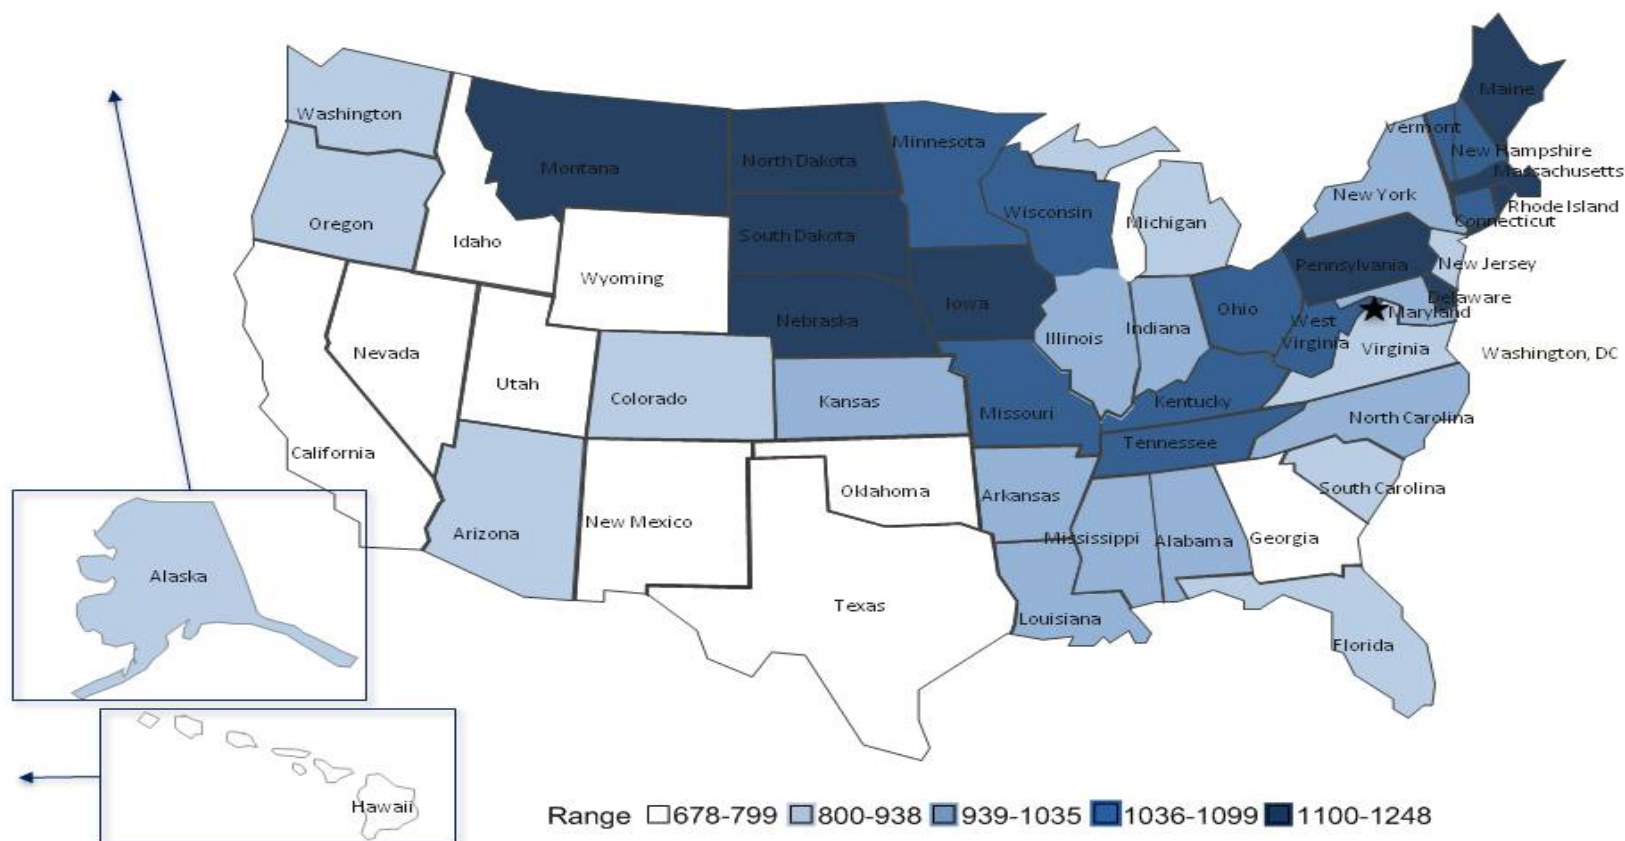 Maine
Washington
Vermont
Minnesota
New Hampshire
North Dakota
Montana
Massachusetts
New York
Rhode Island
Wisconsin
Connecticut
Michigan
Oregon
South Dakota
Idaho
Pennsylvania
New Jersey
Wyoming
Delaware
Iowa
Ohio
Maryland
Nebraska
West
Virginia
Indiana
Illinois
Virginia
Washington, DC
Nevada
Utah
Colorado
Kansas
Kentucky
Missouri
North Carolina
Tennessee
California
South Carolina
Oklahoma
Arkansas
New Mexico
Arizona
Mississippi
Alabama
Georgia
Alaska
Texas
Louisiana
Florida
Hawaii
Range 678-799 800-938 939-1035 1036-1099 1100-1248